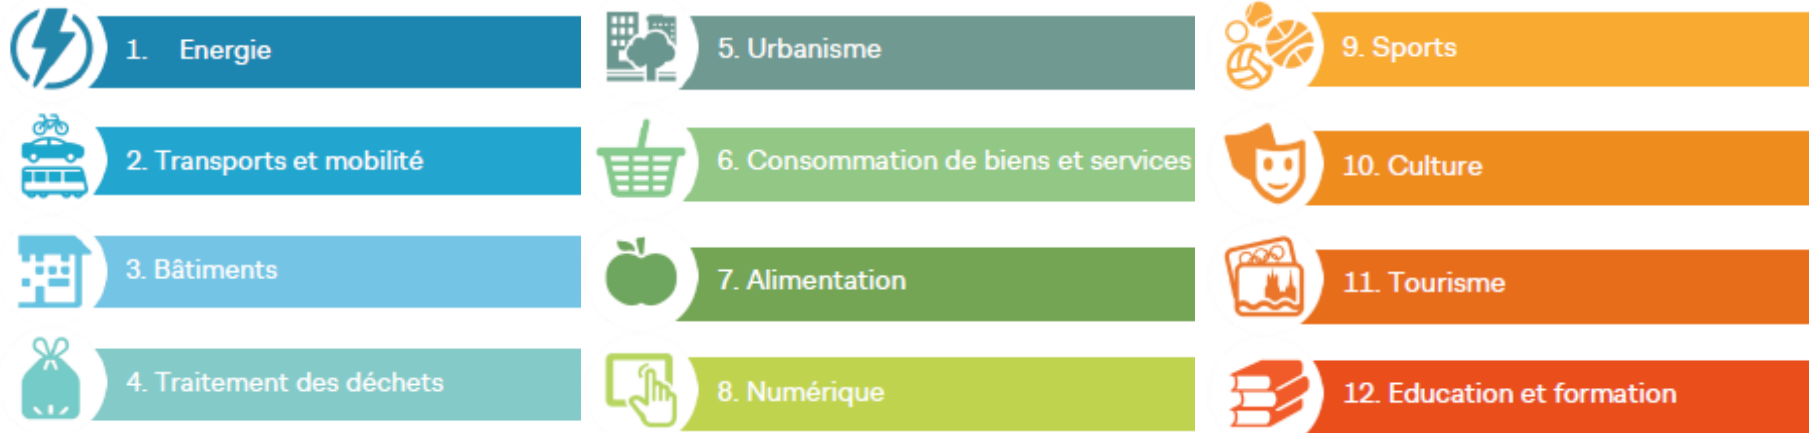 1. Energie
2. Transports et mobilité
3. Bâtiments
4. Traitement des déchets
5. Urbanisme
6. Consommation de biens et services
7. Alimentation
8. Numérique
9. Sports
10. Culture
11. Tourisme
12. Education et formation